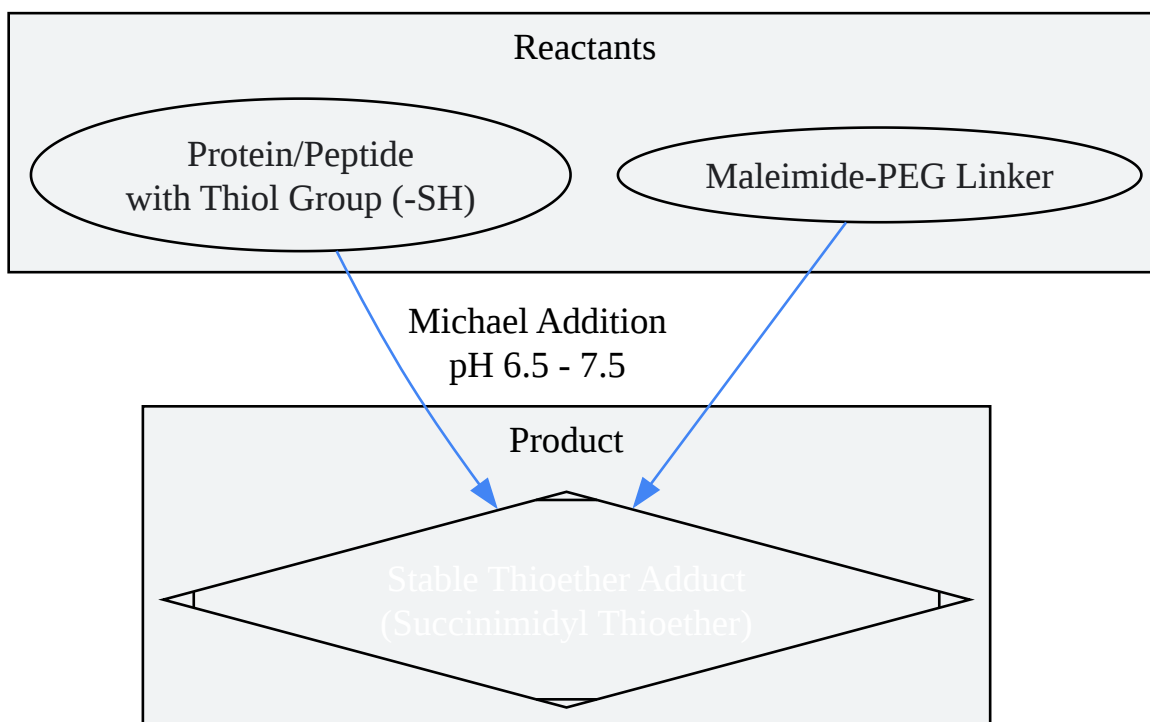 Reactants
Protein/Peptide
with Thiol Group (-SH)
Maleimide-PEG Linker
Michael Addition
pH 6.5 - 7.5
Product
Stable Thioether Adduct
(Succinimidyl Thioether)